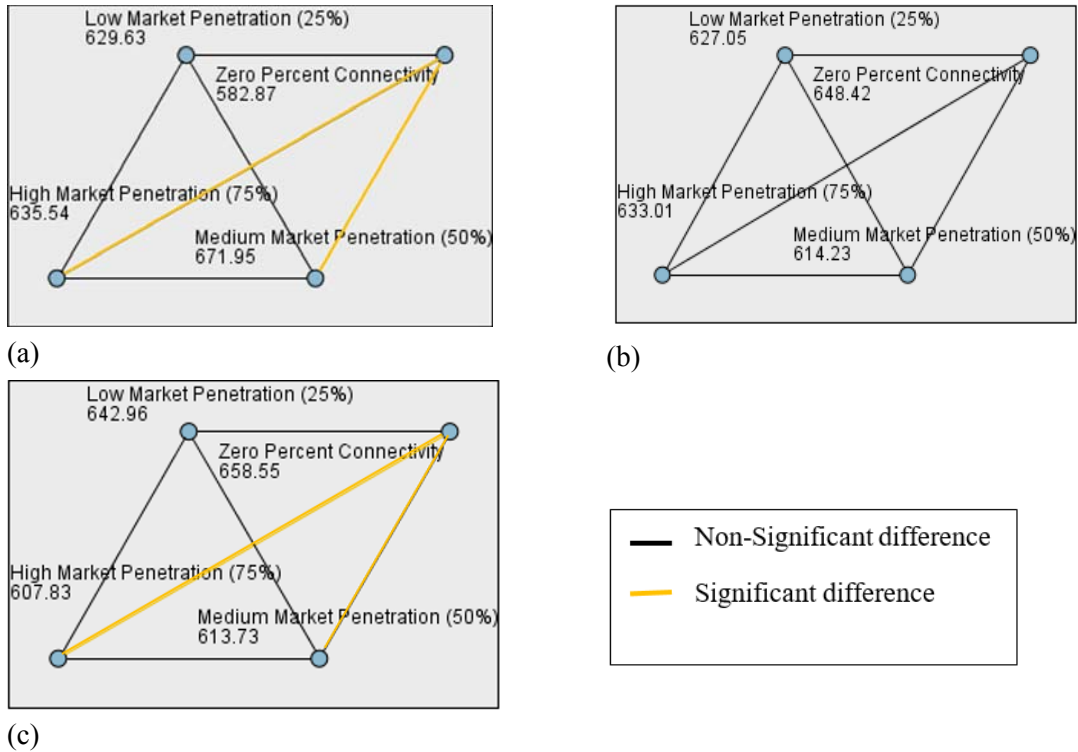 Low Market Penetration (25%)
629.63
Zero Percent Connectivity
582.87
High Market Penetration (75%)
635.54
Medium Market Penetration (50%)
671.95
(a)
Low Market Penetration (25%)
627.05
Zero Percent Connectivity
648.42
High Market Penetration (75%)
633.01
Medium Market Penetration (50%)
614.23
(b)
Low Market Penetration (25%)
642.96
Zero Percent Connectivity
658.55
High Market Penetration (75%)
607.83
Medium Market Penetration (50%)
613.73
(c)
Non-Significant difference
Significant difference